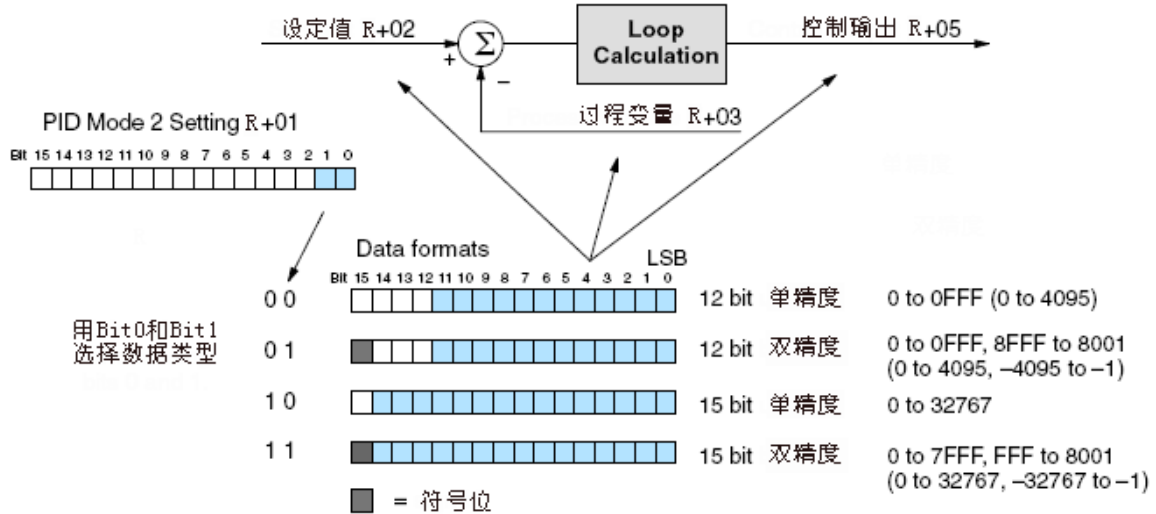 设定值 R+02
+
Σ
−
Loop
Calculation
控制输出 R+05
过程变量 R+03
PID Mode 2 Setting R+01
Bit 15 14 13 12 11 10 9 8 7 6 5 4 3 2 1 0
Data formats
LSB
Bit 15 14 13 12 11 10 9 8 7 6 5 4 3 2 1 0
用Bit0和Bit1
选择数据类型
0 0
12 bit 单精度
0 to 0FFF (0 to 4095)
0 1
12 bit 双精度
0 to 0FFF, 8FFF to 8001
(0 to 4095, –4095 to –1)
1 0
15 bit 单精度
0 to 32767
1 1
15 bit 双精度
0 to 7FFF, FFF to 8001
(0 to 32767, –32767 to –1)
= 符号位